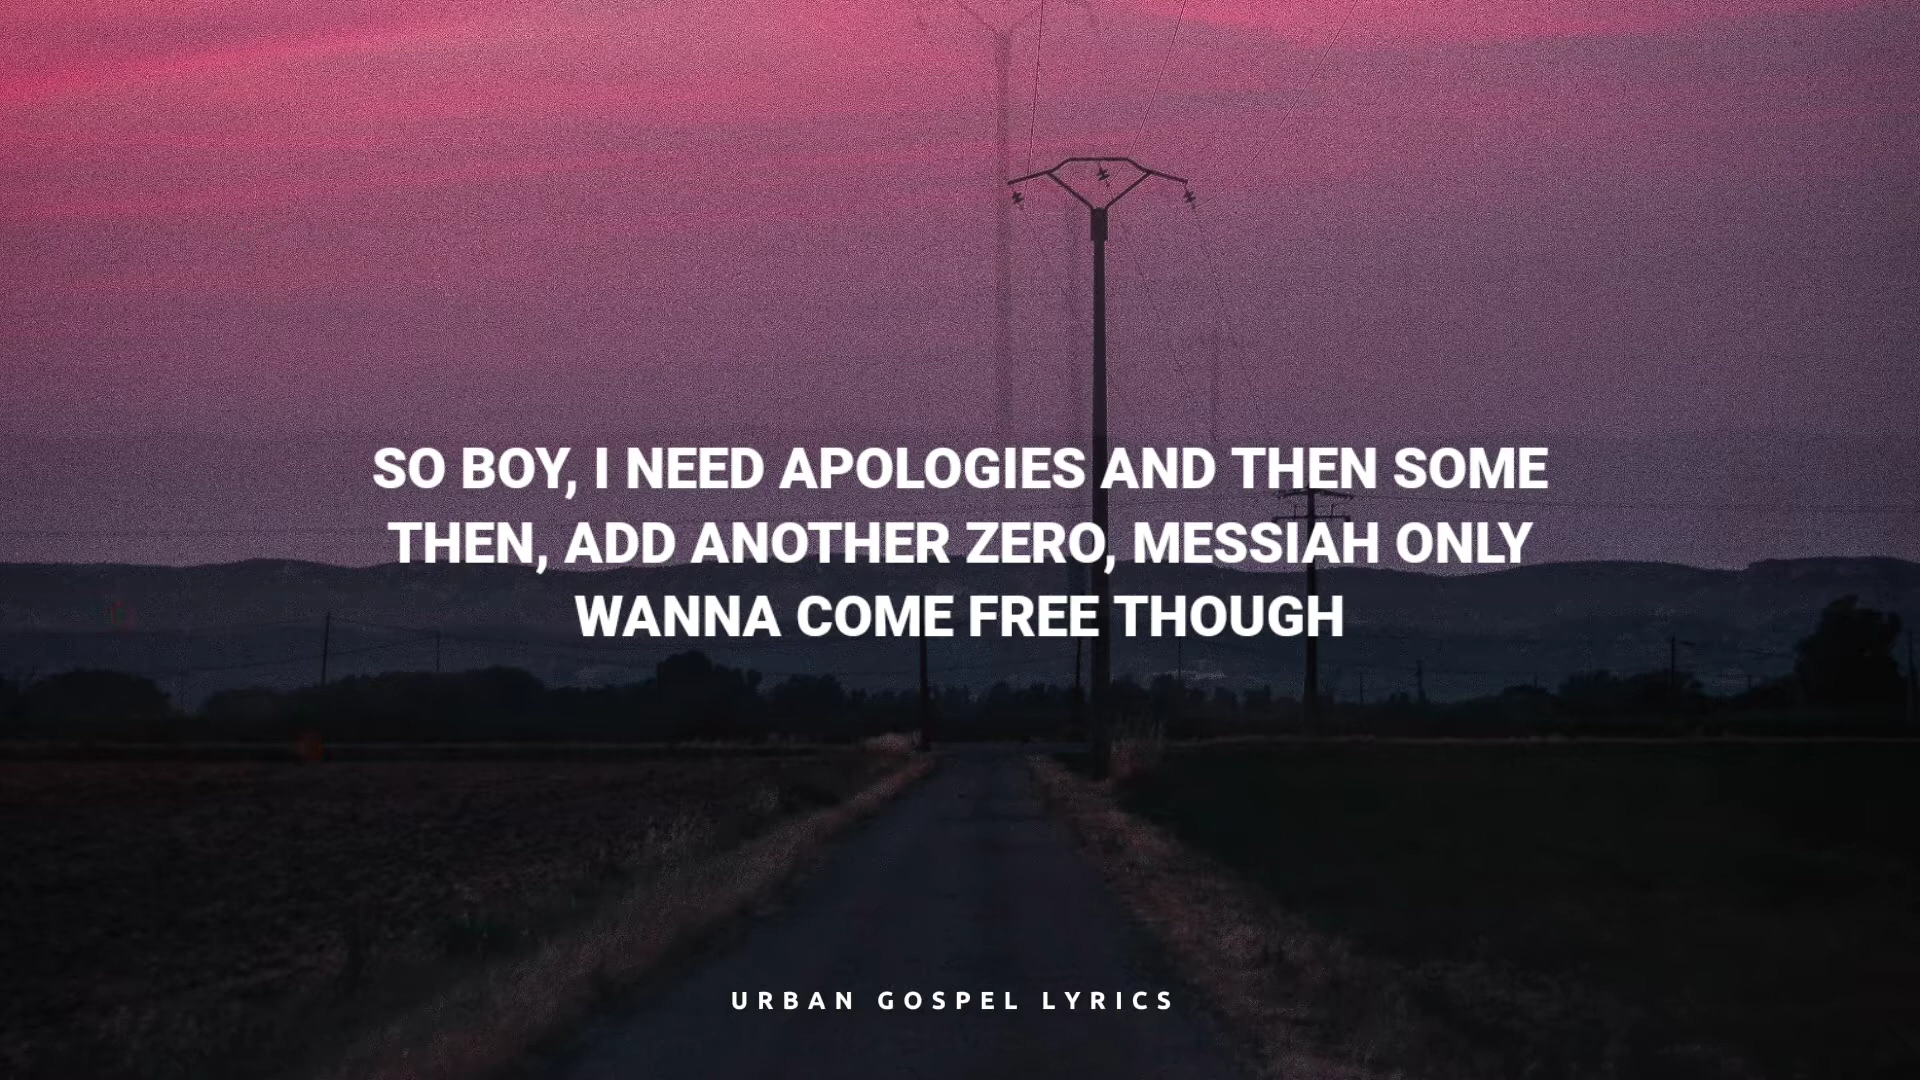 SO BOY, I NEED APOLOGIES AND THEN SOME
THEN, ADD ANOTHER ZERO, MESSIAH ONLY
WANNA COME FREE THOUGH
URBAN GOSPEL LYRICS